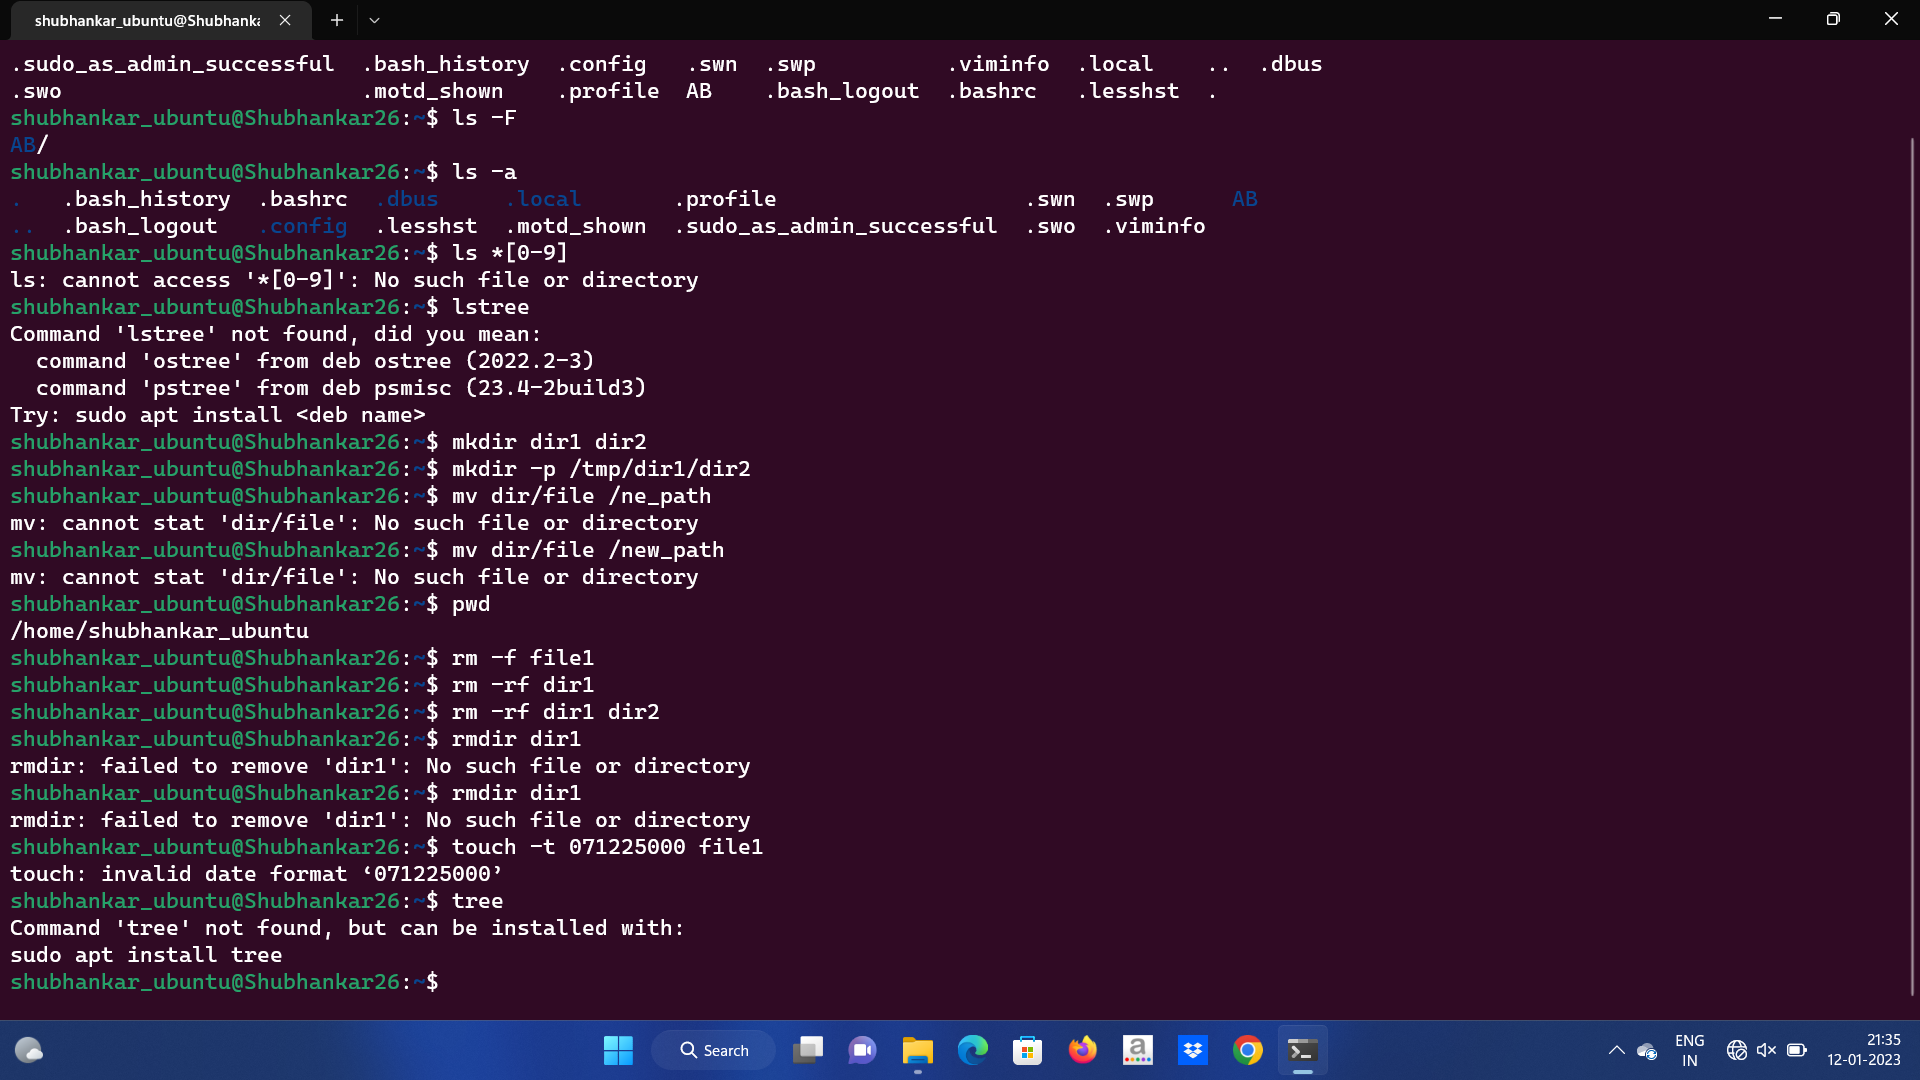 shubhankar_ubuntu@Shubhanka
.sudo_as_admin_successful  .bash_history  .config   .swn  .swp          .viminfo  .local    ..  .dbus
.swo                       .motd_shown    .profile  AB    .bash_logout  .bashrc   .lesshst  .
shubhankar_ubuntu@Shubhankar26:~$ ls -F
AB/
shubhankar_ubuntu@Shubhankar26:~$ ls -a
.   .bash_history  .bashrc  .dbus     .local       .profile                   .swn  .swp      AB
..  .bash_logout   .config  .lesshst  .motd_shown  .sudo_as_admin_successful  .swo  .viminfo
shubhankar_ubuntu@Shubhankar26:~$ ls *[0-9]
ls: cannot access '*[0-9]': No such file or directory
shubhankar_ubuntu@Shubhankar26:~$ lstree
Command 'lstree' not found, did you mean:
  command 'ostree' from deb ostree (2022.2-3)
  command 'pstree' from deb psmisc (23.4-2build3)
Try: sudo apt install <deb name>
shubhankar_ubuntu@Shubhankar26:~$ mkdir dir1 dir2
shubhankar_ubuntu@Shubhankar26:~$ mkdir -p /tmp/dir1/dir2
shubhankar_ubuntu@Shubhankar26:~$ mv dir/file /ne_path
mv: cannot stat 'dir/file': No such file or directory
shubhankar_ubuntu@Shubhankar26:~$ mv dir/file /new_path
mv: cannot stat 'dir/file': No such file or directory
shubhankar_ubuntu@Shubhankar26:~$ pwd
/home/shubhankar_ubuntu
shubhankar_ubuntu@Shubhankar26:~$ rm -f file1
shubhankar_ubuntu@Shubhankar26:~$ rm -rf dir1
shubhankar_ubuntu@Shubhankar26:~$ rm -rf dir1 dir2
shubhankar_ubuntu@Shubhankar26:~$ rmdir dir1
rmdir: failed to remove 'dir1': No such file or directory
shubhankar_ubuntu@Shubhankar26:~$ rmdir dir1
rmdir: failed to remove 'dir1': No such file or directory
shubhankar_ubuntu@Shubhankar26:~$ touch -t 071225000 file1
touch: invalid date format ‘071225000’
shubhankar_ubuntu@Shubhankar26:~$ tree
Command 'tree' not found, but can be installed with:
sudo apt install tree
shubhankar_ubuntu@Shubhankar26:~$
Search
a
ENG
IN
21:35
12-01-2023